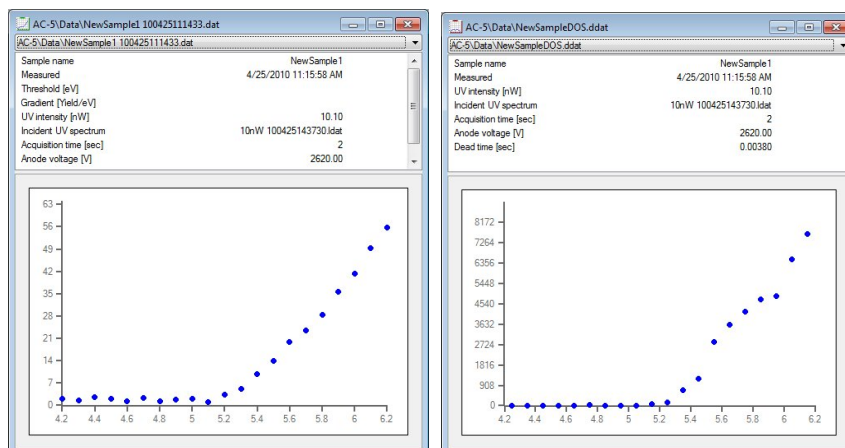 AC-5\Data\NewSample1 100425111433.dat
AC-5\Data\NewSample1 100425111433.dat
Sample name NewSample1
Measured 4/25/2010 11:15:58 AM
Threshold [eV]
Gradient [Yield/eV]
UV intensity [nW] 10.10
Incident UV spectrum 10nW 100425143730.ldat
Acquisition time [sec] 2
Anode voltage [V] 2620.00
63
56
49
42
35
28
21
14
7
0
4.2 4.4 4.6 4.8 5 5.2 5.4 5.6 5.8 6 6.2
AC-5\Data\NewSampleDOS.ddat
AC-5\Data\NewSampleDOS.ddat
Sample name NewSample1
Measured 4/25/2010 11:15:58 AM
UV intensity [nW] 10.10
Incident UV spectrum 10nW 100425143730.ldat
Acquisition time [sec] 2
Anode voltage [V] 2620.00
Dead time [sec] 0.00380
8172
7264
6356
5448
4540
3632
2724
1816
908
0
4.2 4.4 4.6 4.8 5 5.2 5.4 5.6 5.8 6 6.2